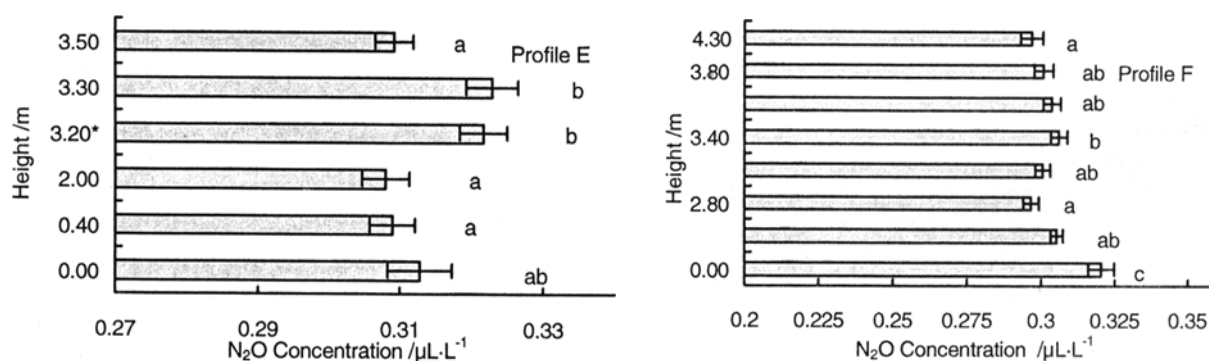 3.50
3.30
3.20*
2.00
0.40
0.00
Height /m
a
b
b
a
a
ab
Profile E
0.27 0.29 0.31 0.33
N₂O Concentration /µL·L⁻¹
4.30
3.80
3.40
2.80
0.00
Height /m
a
ab Profile F
ab
b
ab
a
ab
c
0.2 0.225 0.25 0.275 0.3 0.325 0.35
N₂O Concentration /µL·L⁻¹